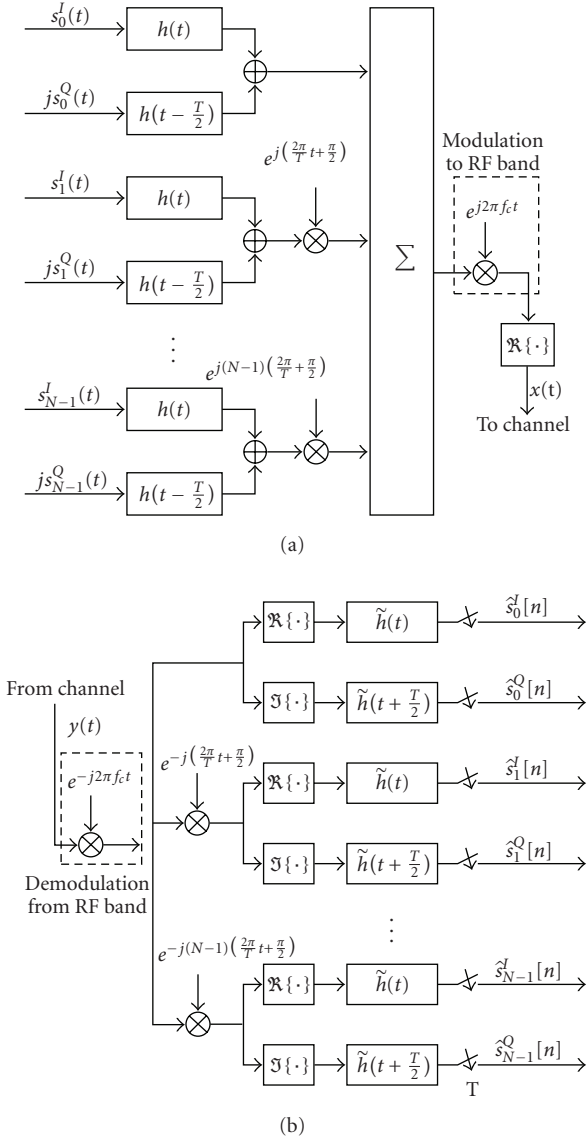 s_0^I(t)
h(t)
js_0^Q(t)
h(t − T/2)
e^{j(2π/T t + π/2)}
s_1^I(t)
h(t)
js_1^Q(t)
h(t − T/2)
⋮
e^{j(N−1)(2π/T + π/2)}
s_{N−1}^I(t)
h(t)
js_{N−1}^Q(t)
h(t − T/2)
∑
Modulation
to RF band
e^{j2πf_ct}
ℜ{·}
x(t)
To channel
(a)
ℜ{·}
h̃(t)
ŝ_0^I[n]
ℑ{·}
h̃(t + T/2)
ŝ_0^Q[n]
From channel
y(t)
e^{−j2πf_ct}
Demodulation
from RF band
e^{−j(2π/T t + π/2)}
ℜ{·}
h̃(t)
ŝ_1^I[n]
ℑ{·}
h̃(t + T/2)
ŝ_1^Q[n]
⋮
e^{−j(N−1)(2π/T t + π/2)}
ℜ{·}
h̃(t)
ŝ_{N−1}^I[n]
ℑ{·}
h̃(t + T/2)
ŝ_{N−1}^Q[n]
T
(b)